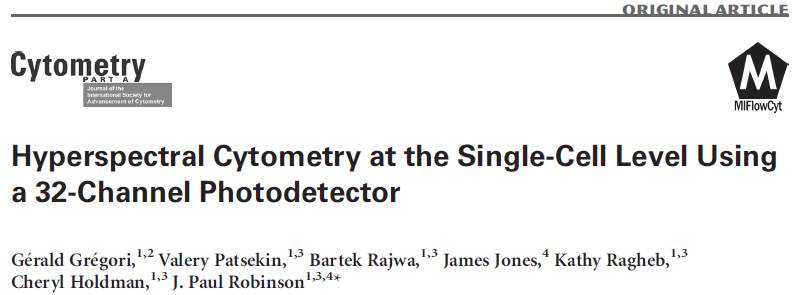 ORIGINAL ARTICLE
Cytometry
PART A
Journal of the
International Society for
Advancement of Cytometry
M
MIFlowCyt
Hyperspectral Cytometry at the Single-Cell Level Using
a 32-Channel Photodetector
Gérald Grégori,1,2 Valery Patsekin,1,3 Bartek Rajwa,1,3 James Jones,4 Kathy Ragheb,1,3
Cheryl Holdman,1,3 J. Paul Robinson1,3,4*